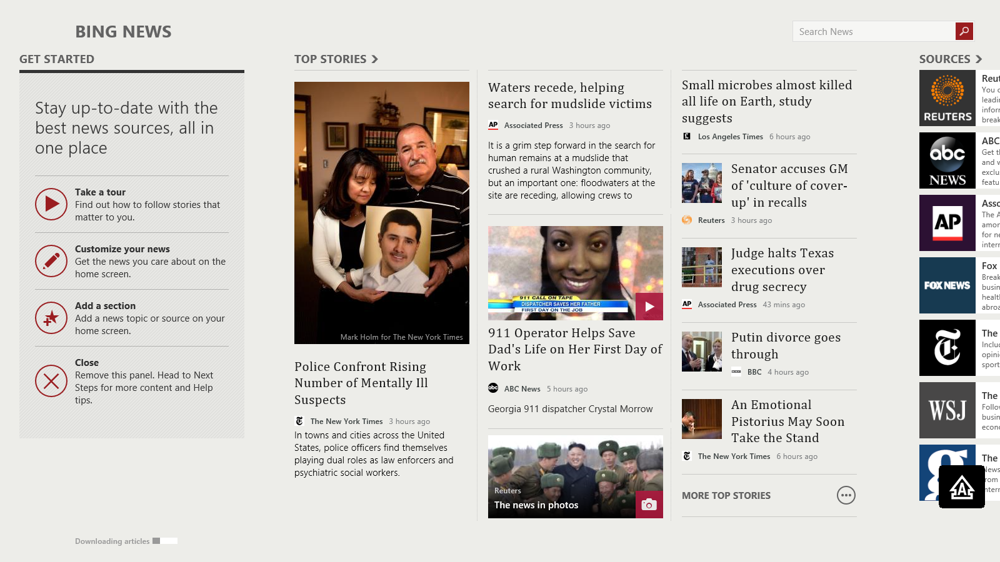 BING NEWS
Search News
GET STARTED
Stay up-to-date with the
best news sources, all in
one place
Take a tour
Find out how to follow stories that
matter to you.
Customize your news
Get the news you care about on the
home screen.
Add a section
Add a news topic or source on your
home screen.
Close
Remove this panel. Head to Next
Steps for more content and Help
tips.
Downloading articles
TOP STORIES
Mark Holm for The New York Times
Police Confront Rising
Number of Mentally Ill
Suspects
The New York Times 3 hours ago
In towns and cities across the United
States, police officers find themselves
playing dual roles as law enforcers and
psychiatric social workers.
Waters recede, helping
search for mudslide victims
AP Associated Press 3 hours ago
It is a grim step forward in the search for
human remains at a mudslide that
crushed a rural Washington community,
but an important one: floodwaters at the
site are receding, allowing crews to
911 CALL ON TAPE
DISPATCHER SAVES HER FATHER
FIRST DAY ON THE JOB
911 Operator Helps Save
Dad's Life on Her First Day of
Work
abc ABC News 5 hours ago
Georgia 911 dispatcher Crystal Morrow
Reuters
The news in photos
Small microbes almost killed
all life on Earth, study
suggests
Los Angeles Times 6 hours ago
Senator accuses GM
of 'culture of cover-
up' in recalls
Reuters 3 hours ago
Judge halts Texas
executions over
drug secrecy
AP Associated Press 43 mins ago
Putin divorce goes
through
BBC BBC 4 hours ago
An Emotional
Pistorius May Soon
Take the Stand
The New York Times 6 hours ago
MORE TOP STORIES
SOURCES
REUTERS
Reut
You c
leadin
inforr
break
abc
NEWS
ABC
Get th
and w
exclus
featu
AP
Asso
The A
amon
for ne
intern
FOX NEWS
Fox
Break
busin
healt
abroa
The
Inclu
opini
sport
WSJ
The
Follow
busin
econo
g
The
News
from
intern
A